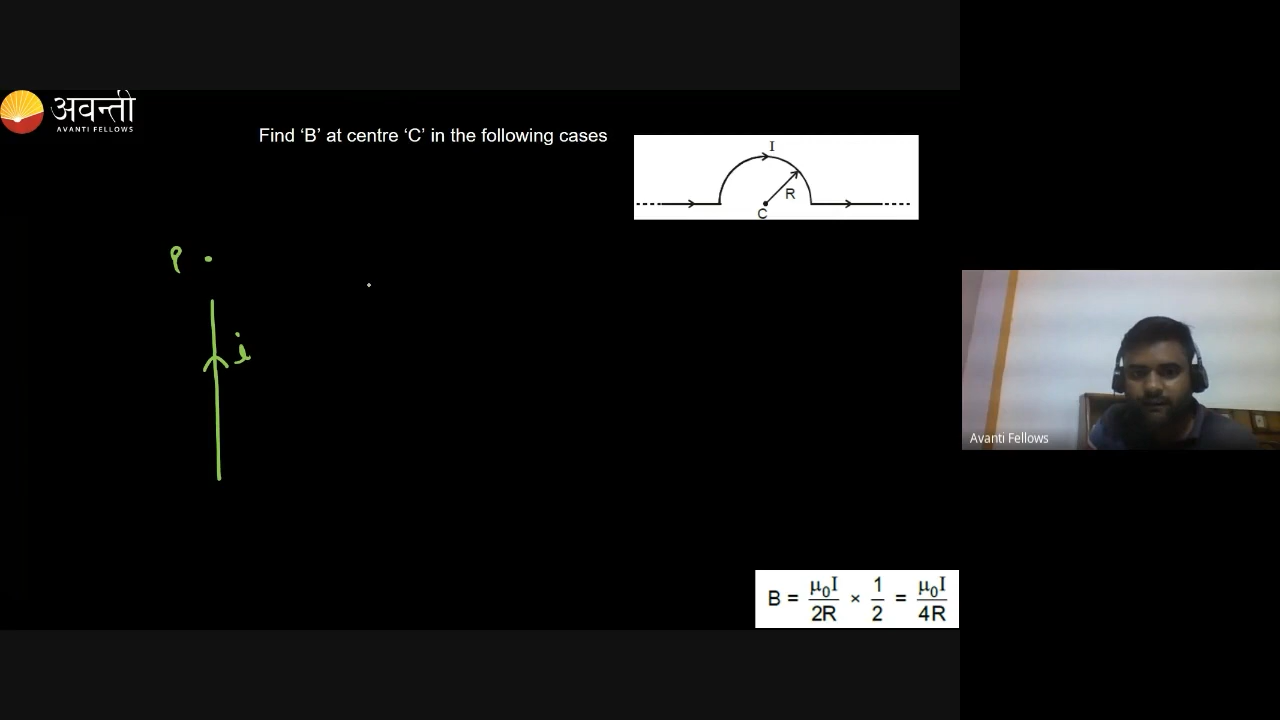 अवन्ती
AVANTI FELLOWS
Find ‘B’ at centre ‘C’ in the following cases
I
R
C
P
i
B = μ₀I/2R × 1/2 = μ₀I/4R
Avanti Fellows